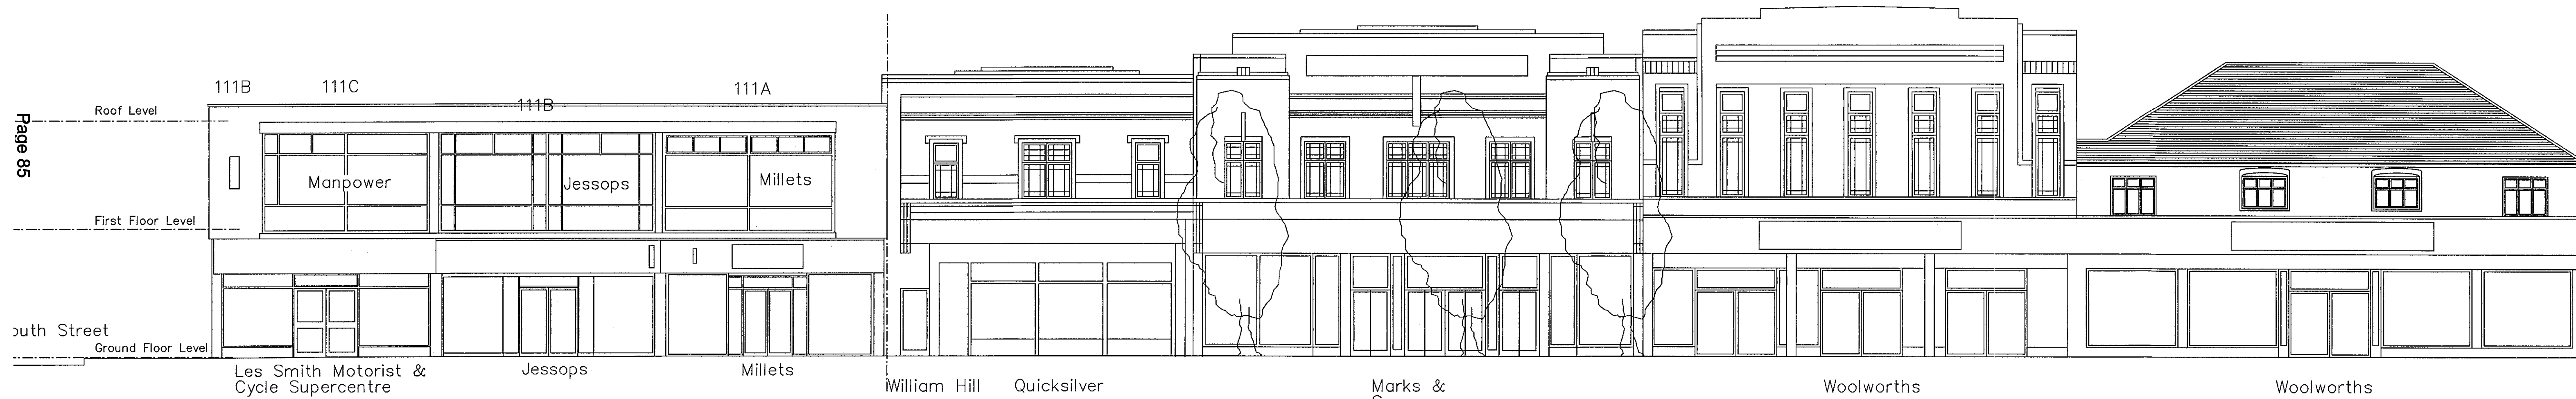 Page 85
111B
111C
111B
111A
Roof Level
Manpower
Jessops
Millets
First Floor Level
outh Street
Ground Floor Level
Les Smith Motorist &
Cycle Supercentre
Jessops
Millets
William Hill
Quicksilver
Marks &
Woolworths
Woolworths